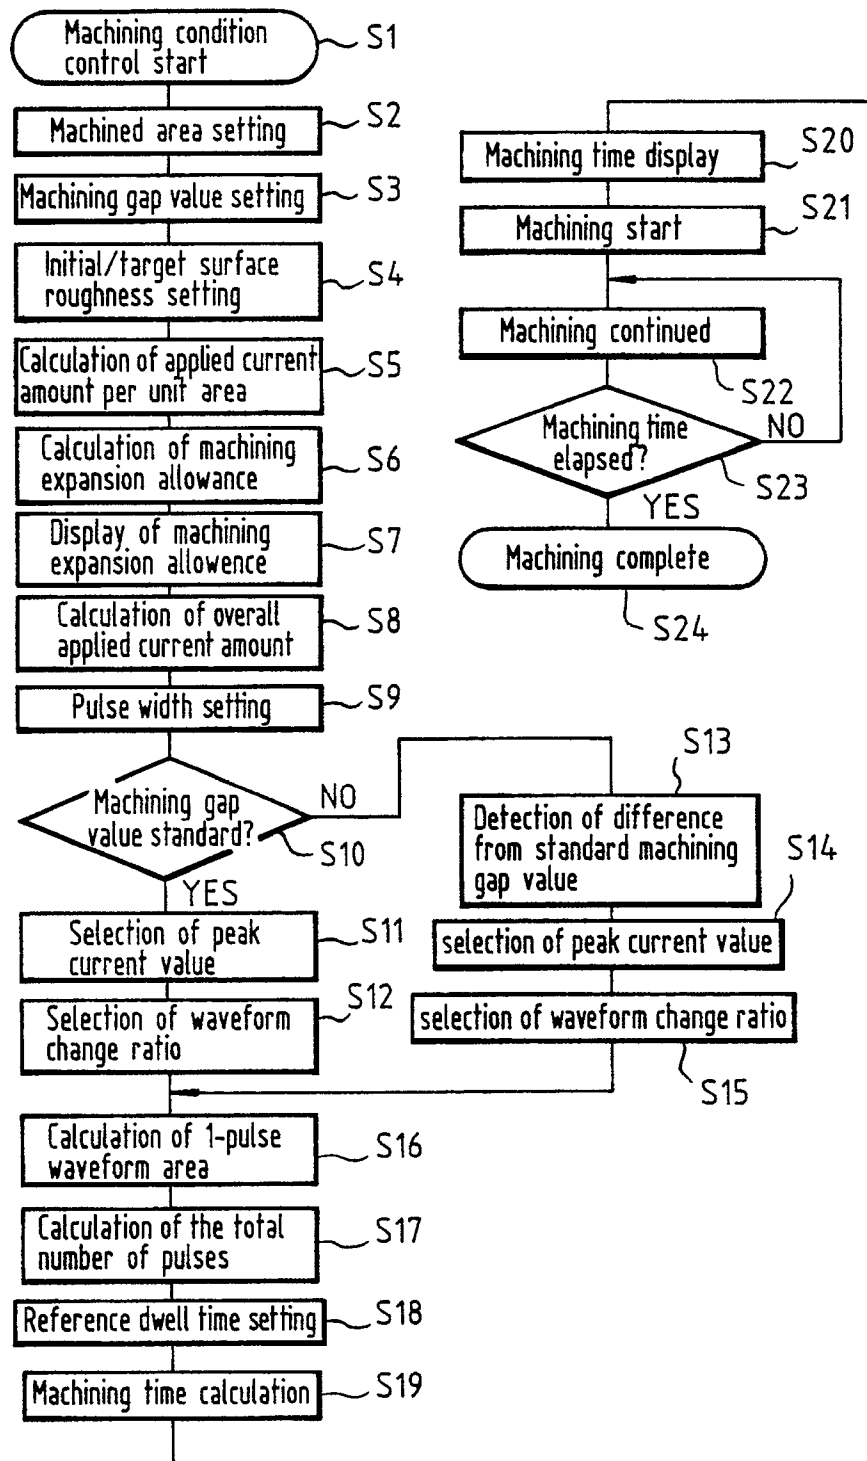 Machining condition
control start
S1
Machined area setting
S2
Machining gap value setting
S3
Initial/target surface
roughness setting
S4
Calculation of applied current
amount per unit area
S5
Calculation of machining
expansion allowance
S6
Display of machining
expansion allowence
S7
Calculation of overall
applied current amount
S8
Pulse width setting
S9
Machining gap
value standard?
S10
NO
YES
Selection of peak
current value
S11
Selection of waveform
change ratio
S12
Detection of difference
from standard machining
gap value
S13
selection of peak current value
S14
selection of waveform change ratio
S15
Calculation of 1-pulse
waveform area
S16
Calculation of the total
number of pulses
S17
Reference dwell time setting
S18
Machining time calculation
S19
Machining time display
S20
Machining start
S21
Machining continued
S22
Machining time
elapsed?
S23
NO
YES
Machining complete
S24